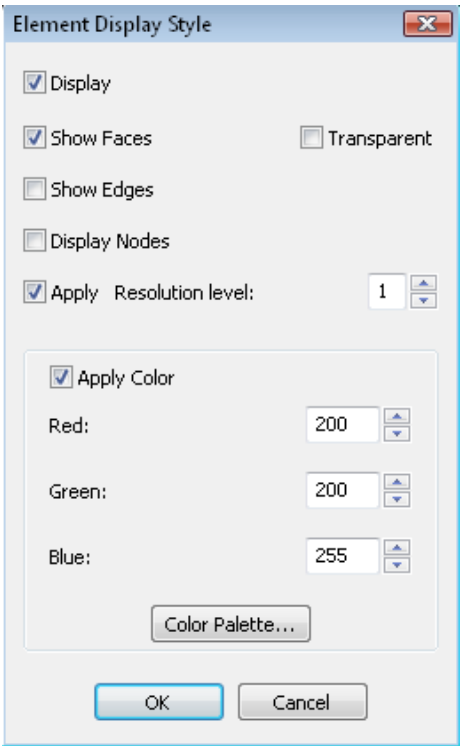 Element Display Style
Display
Show Faces Transparent
Show Edges
Display Nodes
Apply Resolution level: 1
Apply Color
Red: 200
Green: 200
Blue: 255
Color Palette...
OK Cancel